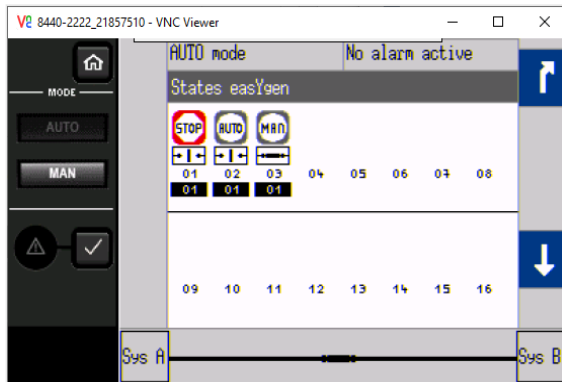 V2 8440-2222_21857510 - VNC Viewer
AUTO mode
No alarm active
MODE
States easYgen
AUTO
MAN
STOP AUTO MAN
01 02 03 04 05 06 07 08
01 01 01
09 10 11 12 13 14 15 16
Sys A
Sys B